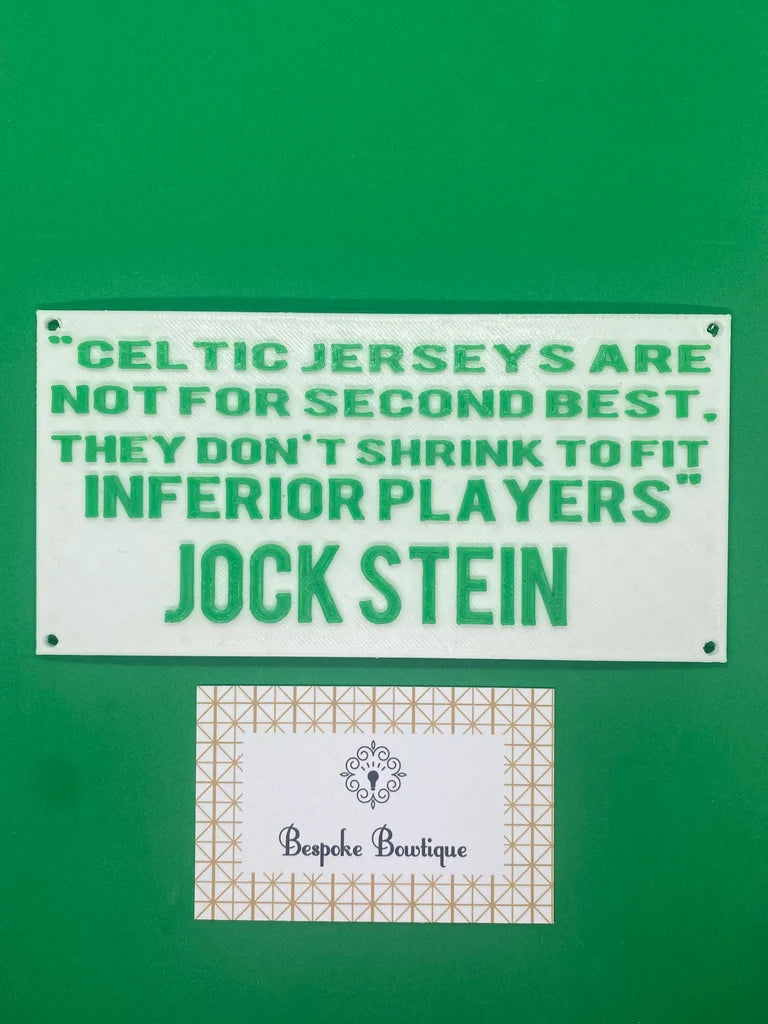 "CELTIC JERSEYS ARE
NOT FOR SECOND BEST.
THEY DON'T SHRINK TO FIT
INFERIOR PLAYERS"
JOCK STEIN
Bespoke Bowtique